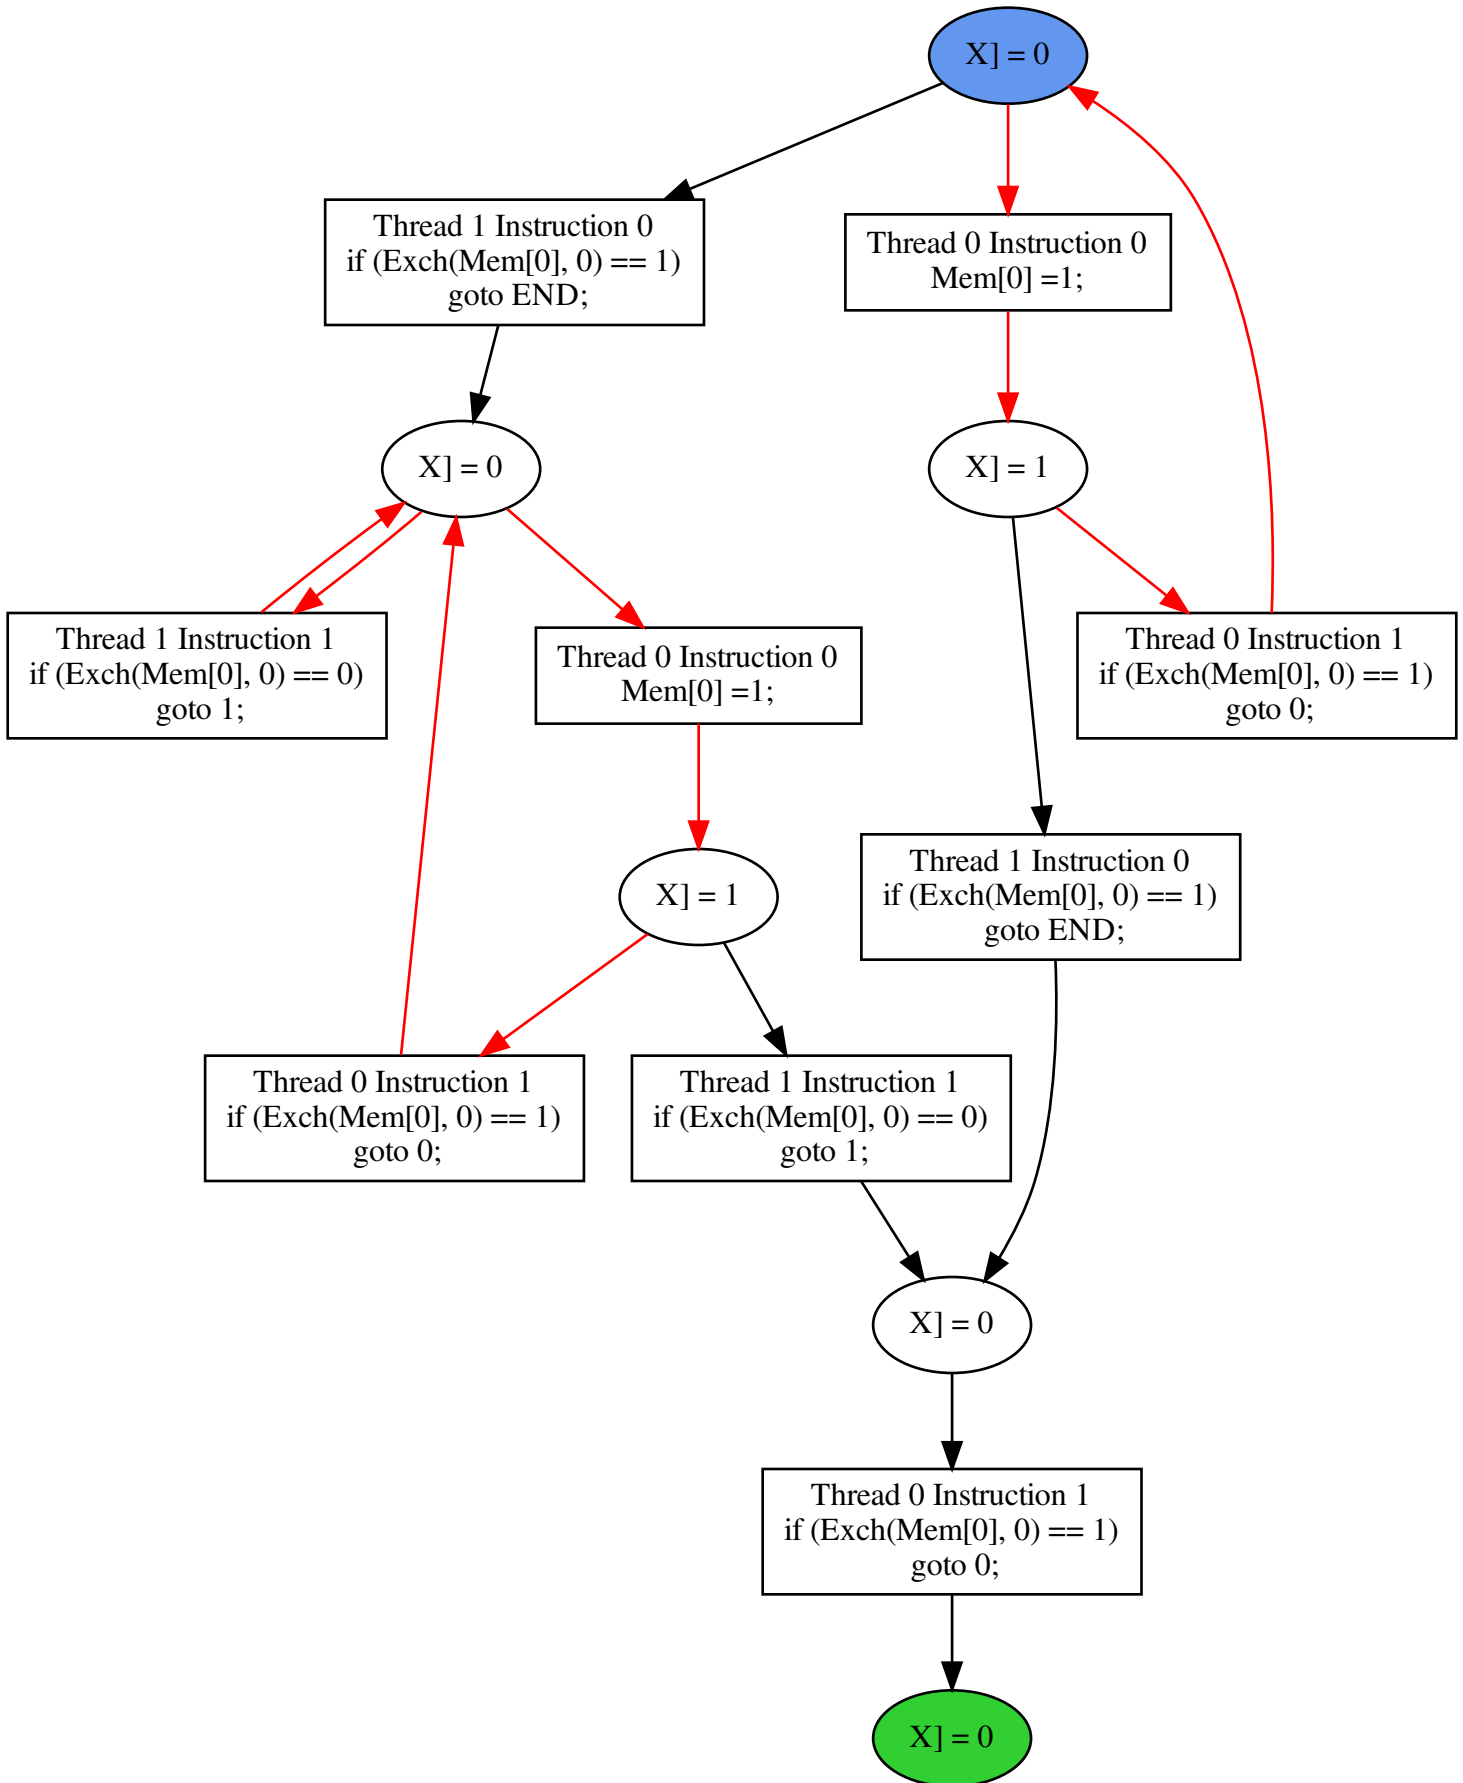 X] = 0
Thread 1 Instruction 0
if (Exch(Mem[0], 0) == 1)
goto END;
Thread 0 Instruction 0
Mem[0] =1;
X] = 0
X] = 1
Thread 1 Instruction 1
if (Exch(Mem[0], 0) == 0)
goto 1;
Thread 0 Instruction 0
Mem[0] =1;
Thread 0 Instruction 1
if (Exch(Mem[0], 0) == 1)
goto 0;
X] = 1
Thread 1 Instruction 0
if (Exch(Mem[0], 0) == 1)
goto END;
Thread 0 Instruction 1
if (Exch(Mem[0], 0) == 1)
goto 0;
Thread 1 Instruction 1
if (Exch(Mem[0], 0) == 0)
goto 1;
X] = 0
Thread 0 Instruction 1
if (Exch(Mem[0], 0) == 1)
goto 0;
X] = 0